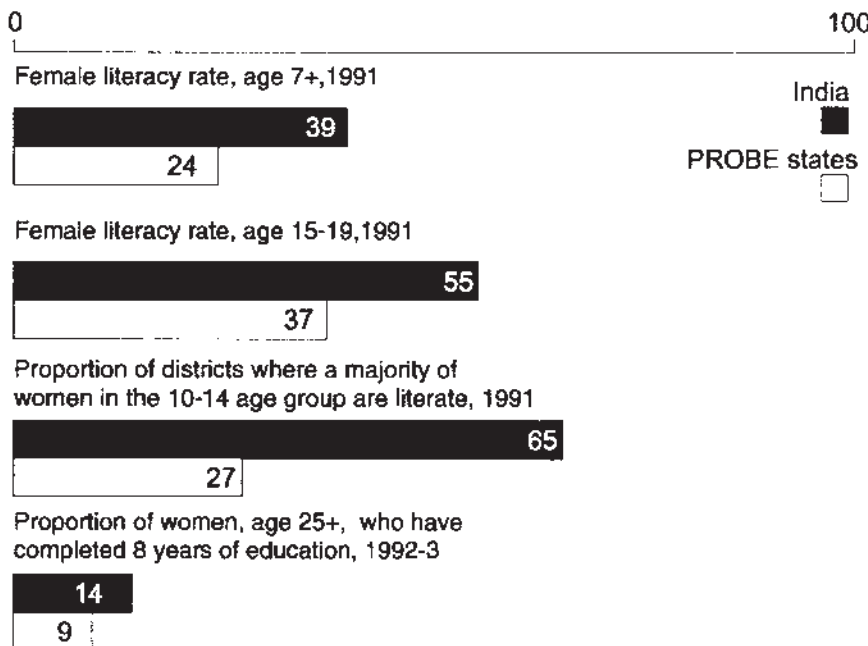 0 100
Female literacy rate, age 7+,1991
India
39
24
PROBE states
Female literacy rate, age 15-19,1991
55
37
Proportion of districts where a majority of
women in the 10-14 age group are literate, 1991
65
27
Proportion of women, age 25+, who have
completed 8 years of education, 1992-3
14
9